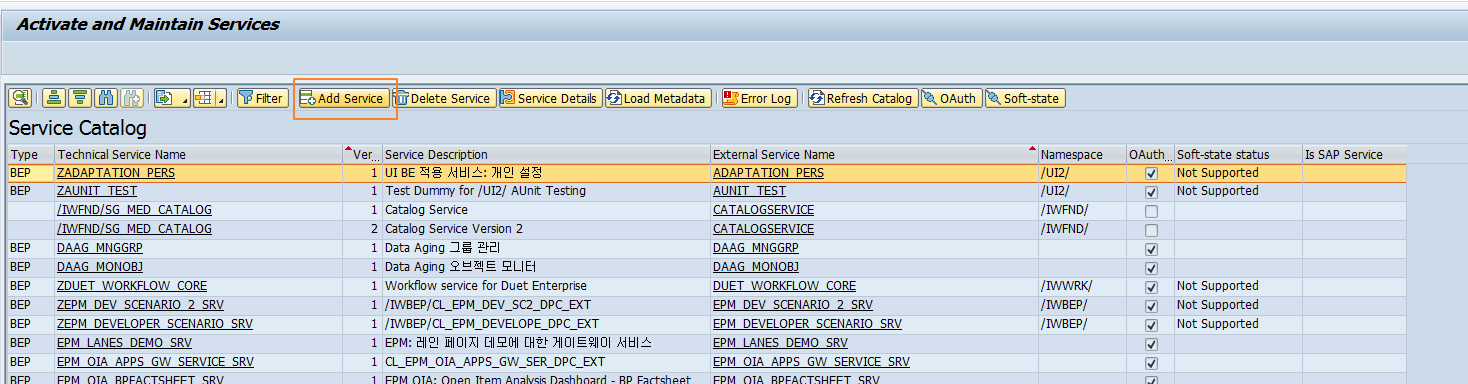 Activate and Maintain Services
Filter Add Service Delete Service Service Details Load Metadata Error Log Refresh Catalog OAuth Soft-state
Service Catalog
Type Technical Service Name Ver... Service Description External Service Name Namespace OAuth... Soft-state status Is SAP Service
BEP ZADAPTATION_PERS 1 UI BE 적용 서비스: 개인 설정 ADAPTATION_PERS /UI2/ Not Supported
BEP ZAUNIT_TEST 1 Test Dummy for /UI2/ AUnit Testing AUNIT_TEST /UI2/ Not Supported
/IWFND/SG_MED_CATALOG 1 Catalog Service CATALOGSERVICE /IWFND/
/IWFND/SG_MED_CATALOG 2 Catalog Service Version 2 CATALOGSERVICE /IWFND/
BEP DAAG_MNGGRP 1 Data Aging 그룹 관리 DAAG_MNGGRP
BEP DAAG_MONOBJ 1 Data Aging 오브젝트 모니터 DAAG_MONOBJ
BEP ZDUET_WORKFLOW_CORE 1 Workflow service for Duet Enterprise DUET_WORKFLOW_CORE /IWWRK/ Not Supported
BEP ZEPM_DEV_SCENARIO_2_SRV 1 /IWBEP/CL_EPM_DEV_SC2_DPC_EXT EPM_DEV_SCENARIO_2_SRV /IWBEP/ Not Supported
BEP ZEPM_DEVELOPER_SCENARIO_SRV 1 /IWBEP/CL_EPM_DEVELOPE_DPC_EXT EPM_DEVELOPER_SCENARIO_SRV /IWBEP/ Not Supported
BEP EPM_LANES_DEMO_SRV 1 EPM: 레인 페이지 데모에 대한 게이트웨이 서비스 EPM_LANES_DEMO_SRV
BEP EPM_OIA_APPS_GW_SERVICE_SRV 1 CL_EPM_OIA_APPS_GW_SER_DPC_EXT EPM_OIA_APPS_GW_SERVICE_SRV
BEP EPM_OIA_BPFACTSHEET_SRV 1 EPM OIA: Open Item Analysis Dashboard - BP Factsheet EPM_OIA_BPFACTSHEET_SRV